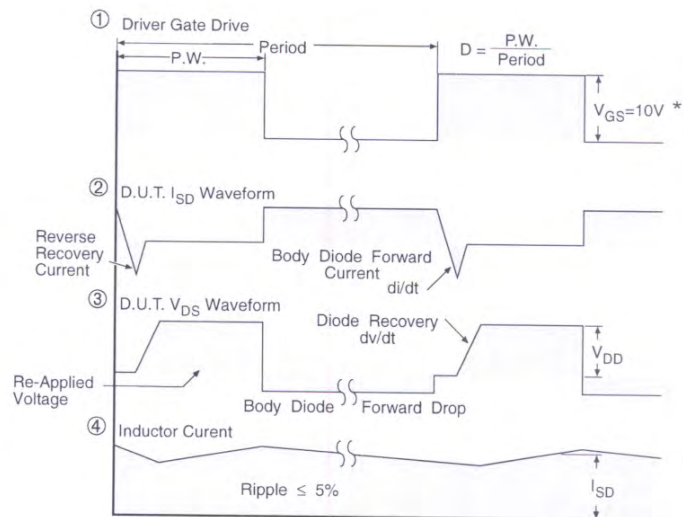 ① Driver Gate Drive
P.W.
Period
D = P.W.
Period
VGS=10V *
② D.U.T. ISD Waveform
Reverse
Recovery
Current
Body Diode Forward
Current
di/dt
③ D.U.T. VDS Waveform
Diode Recovery
dv/dt
VDD
Re-Applied
Voltage
Body Diode Forward Drop
④ Inductor Curent
Ripple ≤ 5%
ISD